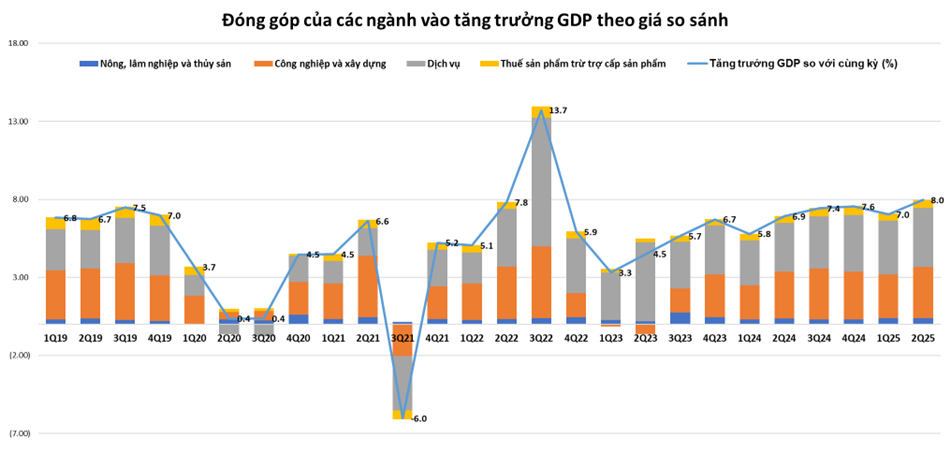 Đóng góp của các ngành vào tăng trưởng GDP theo giá so sánh
18.00
Nông, lâm nghiệp và thủy sản Công nghiệp và xây dựng Dịch vụ Thuế sản phẩm trừ trợ cấp sản phẩm Tăng trưởng GDP so với cùng kỳ (%)
13.00
8.00
3.00
(2.00)
(7.00)
6.8 6.7 7.5 7.0 3.7 0.4 0.4 4.5 4.5 6.6 -6.0 5.2 5.1 7.8 13.7 5.9 3.3 4.5 5.7 6.7 5.8 6.9 7.4 7.6 7.0 8.0
1Q19 2Q19 3Q19 4Q19 1Q20 2Q20 3Q20 4Q20 1Q21 2Q21 3Q21 4Q21 1Q22 2Q22 3Q22 4Q22 1Q23 2Q23 3Q23 4Q23 1Q24 2Q24 3Q24 4Q24 1Q25 2Q25